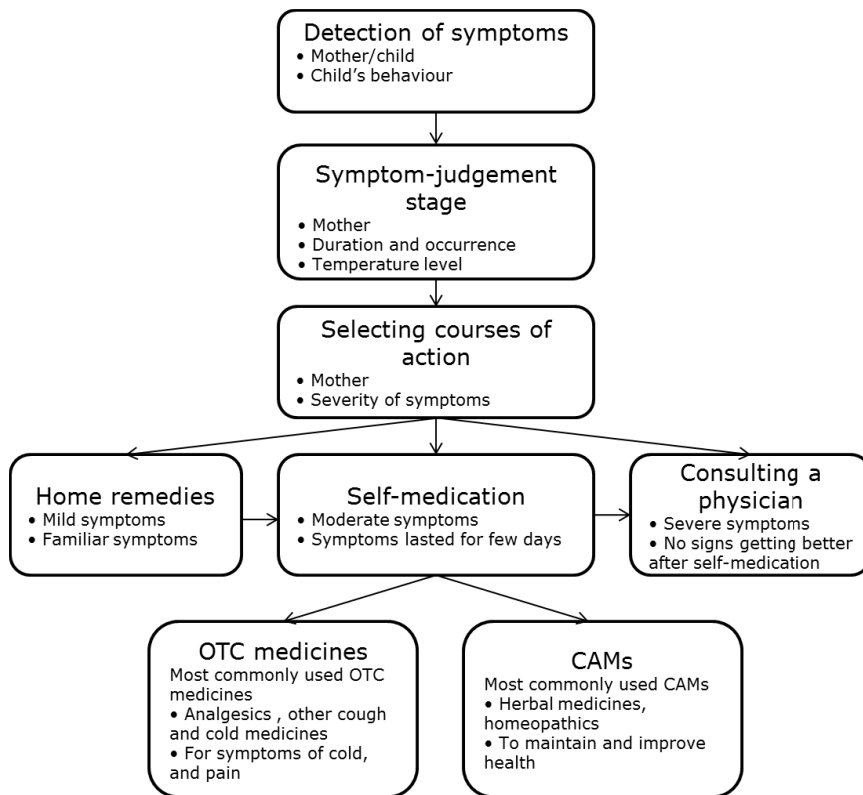 Detection of symptoms
• Mother/child
• Child's behaviour
Symptom-judgement
stage
• Mother
• Duration and occurrence
• Temperature level
Selecting courses of
action
• Mother
• Severity of symptoms
Home remedies
• Mild symptoms
• Familiar symptoms
Self-medication
• Moderate symptoms
• Symptoms lasted for few days
Consulting a
physician
• Severe symptoms
• No signs getting better
after self-medication
OTC medicines
Most commonly used OTC
medicines
• Analgesics , other cough
and cold medicines
• For symptoms of cold,
and pain
CAMs
Most commonly used CAMs
• Herbal medicines,
homeopathics
• To maintain and improve
health